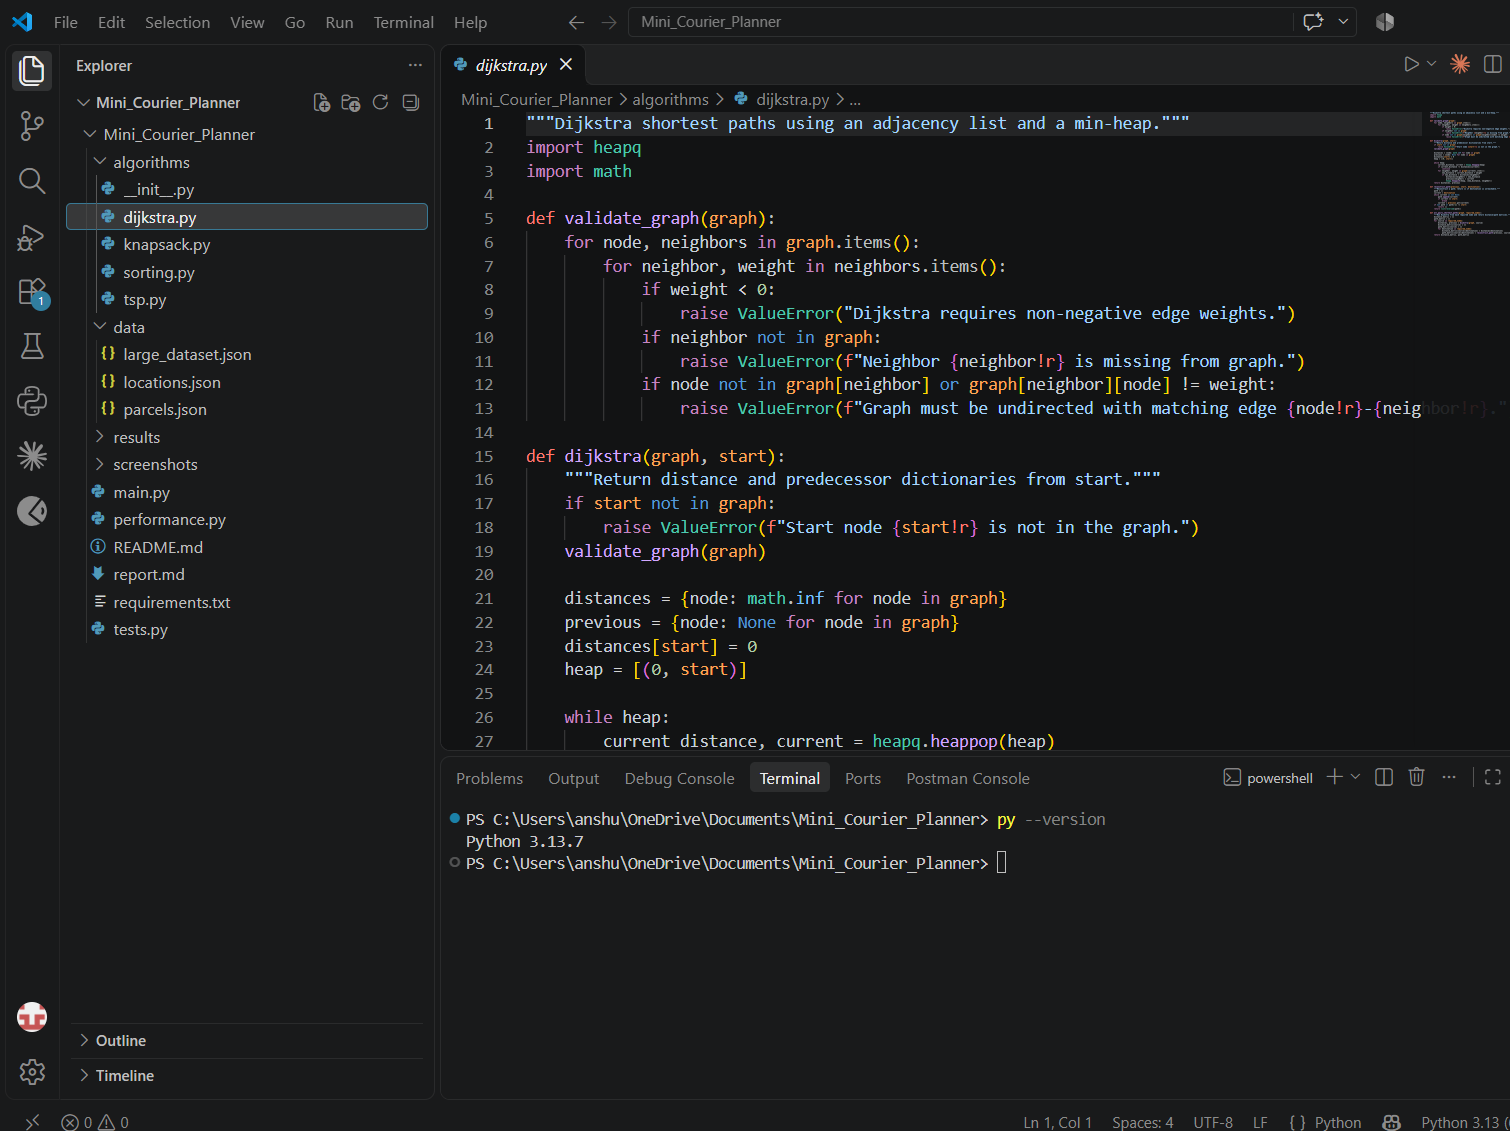 File Edit Selection View Go Run Terminal Help
Mini_Courier_Planner
Explorer
Mini_Courier_Planner
Mini_Courier_Planner
algorithms
__init__.py
dijkstra.py
knapsack.py
sorting.py
tsp.py
data
{} large_dataset.json
{} locations.json
{} parcels.json
results
screenshots
main.py
performance.py
README.md
report.md
requirements.txt
tests.py
Outline
Timeline
1
dijkstra.py
Mini_Courier_Planner > algorithms > dijkstra.py > ...
1 """Dijkstra shortest paths using an adjacency list and a min-heap."""
2 import heapq
3 import math
4
5 def validate_graph(graph):
6     for node, neighbors in graph.items():
7         for neighbor, weight in neighbors.items():
8             if weight < 0:
9                 raise ValueError("Dijkstra requires non-negative edge weights.")
10             if neighbor not in graph:
11                 raise ValueError(f"Neighbor {neighbor!r} is missing from graph.")
12             if node not in graph[neighbor] or graph[neighbor][node] != weight:
13                 raise ValueError(f"Graph must be undirected with matching edge {node!r}-{neighbor!r}."
14
15 def dijkstra(graph, start):
16     """Return distance and predecessor dictionaries from start."""
17     if start not in graph:
18         raise ValueError(f"Start node {start!r} is not in the graph.")
19     validate_graph(graph)
20
21     distances = {node: math.inf for node in graph}
22     previous = {node: None for node in graph}
23     distances[start] = 0
24     heap = [(0, start)]
25
26     while heap:
27         current_distance, current = heapq.heappop(heap)
Problems Output Debug Console Terminal Ports Postman Console
powershell
PS C:\Users\anshu\OneDrive\Documents\Mini_Courier_Planner> py --version
Python 3.13.7
PS C:\Users\anshu\OneDrive\Documents\Mini_Courier_Planner>
0 0 Ln 1, Col 1 Spaces: 4 UTF-8 LF {} Python Python 3.13 (